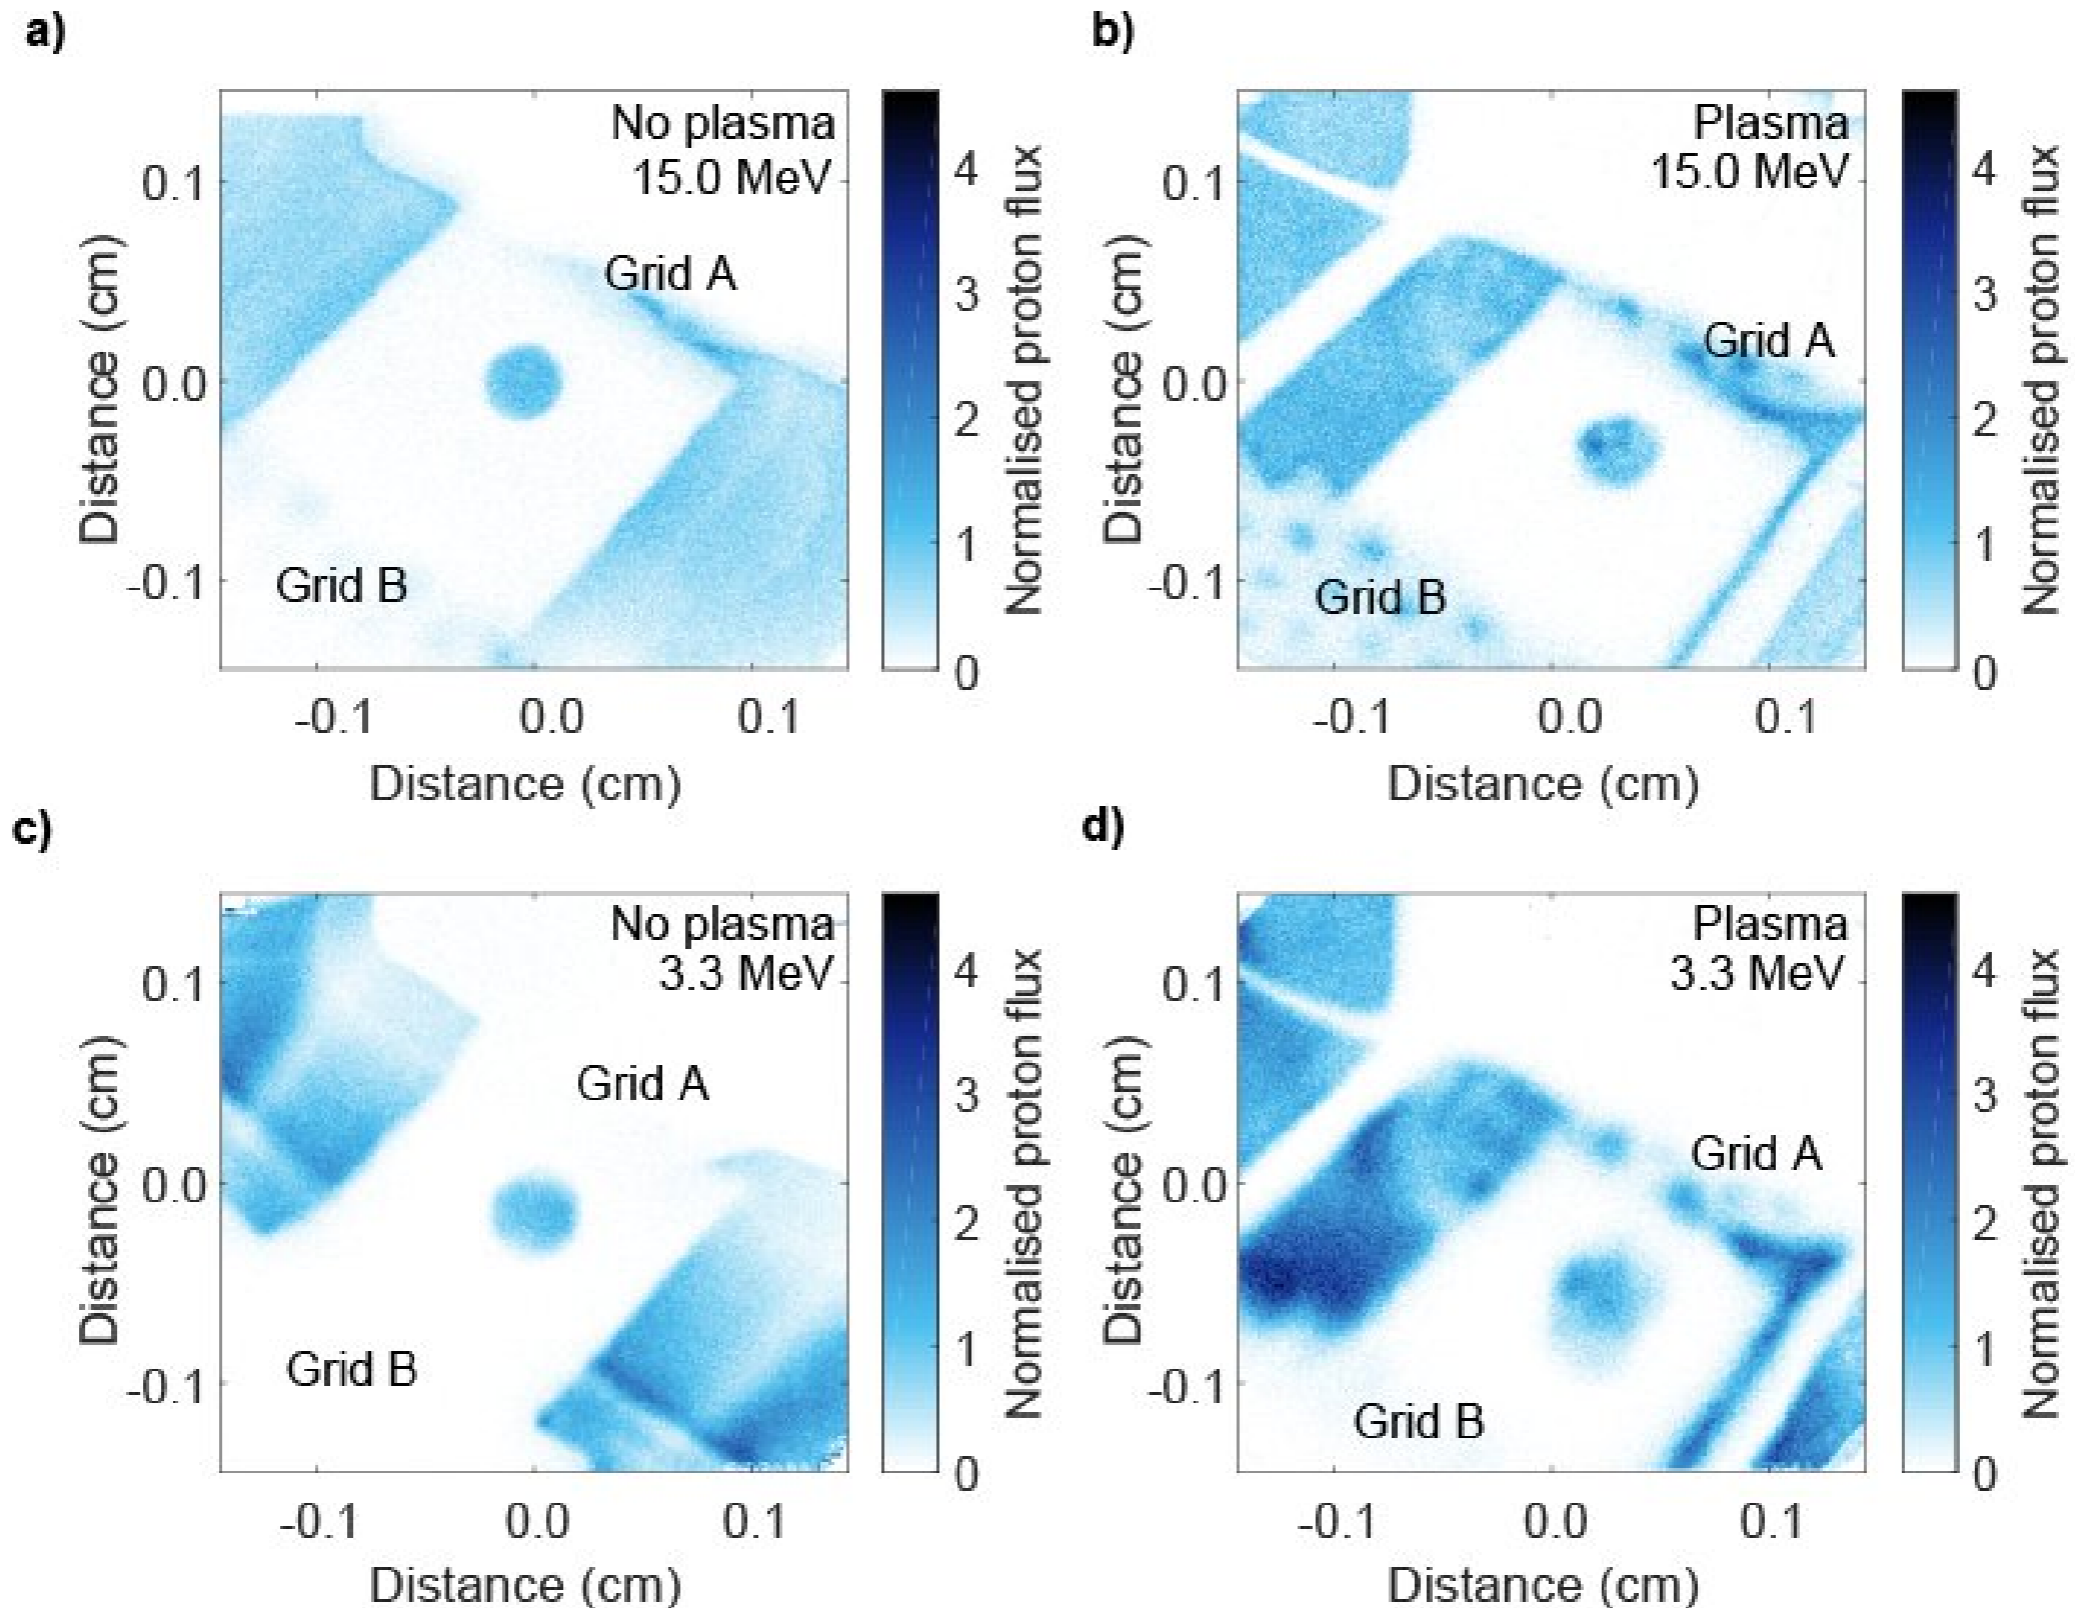 a)
No plasma
15.0 MeV
Grid A
Grid B
0.1
0.0
-0.1
-0.1
0.0
0.1
Distance (cm)
Distance (cm)
4
3
2
1
0
Normalised proton flux
b)
Plasma
15.0 MeV
Grid A
Grid B
0.1
0.0
-0.1
-0.1
0.0
0.1
Distance (cm)
Distance (cm)
4
3
2
1
0
Normalised proton flux
c)
No plasma
3.3 MeV
Grid A
Grid B
0.1
0.0
-0.1
-0.1
0.0
0.1
Distance (cm)
Distance (cm)
4
3
2
1
0
Normalised proton flux
d)
Plasma
3.3 MeV
Grid A
Grid B
0.1
0.0
-0.1
-0.1
0.0
0.1
Distance (cm)
Distance (cm)
4
3
2
1
0
Normalised proton flux